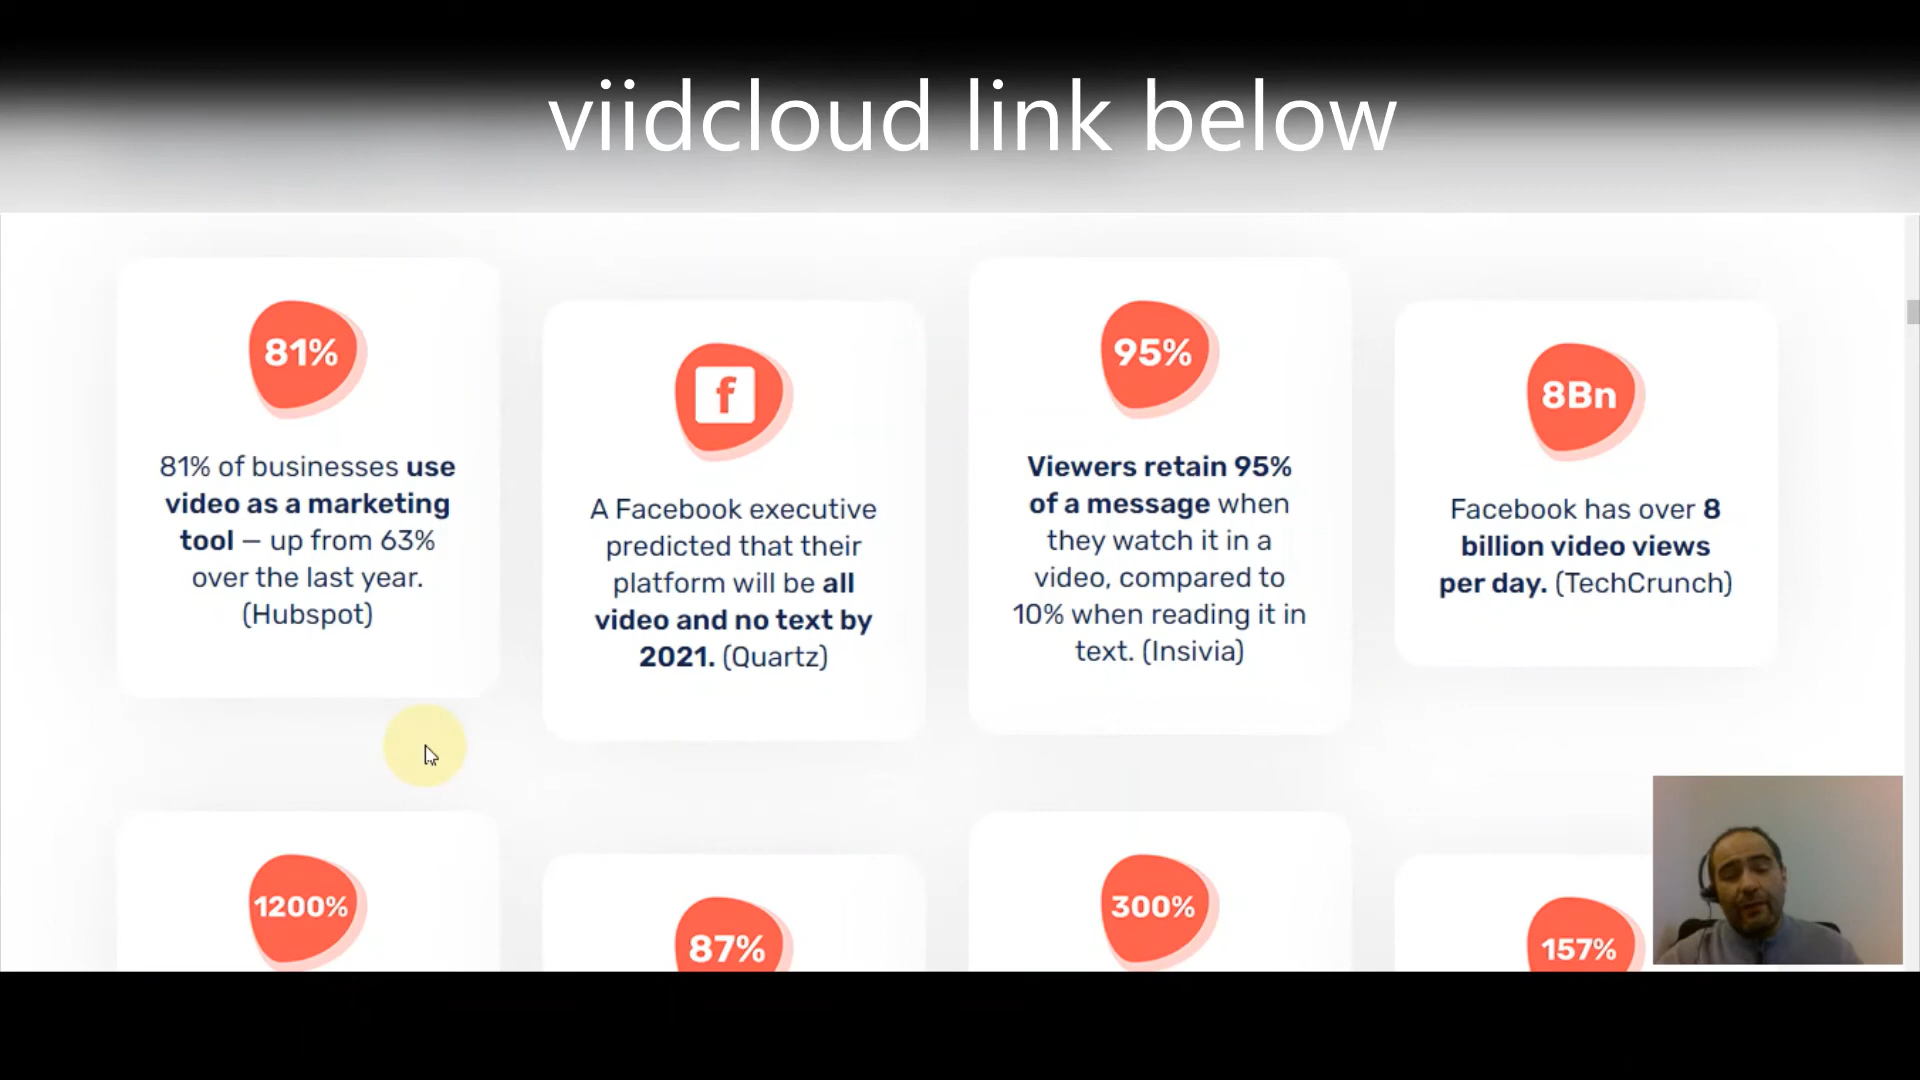 viidcloud link below
81%
81% of businesses use
video as a marketing
tool – up from 63%
over the last year.
(Hubspot)
f
A Facebook executive
predicted that their
platform will be all
video and no text by
2021. (Quartz)
95%
Viewers retain 95%
of a message when
they watch it in a
video, compared to
10% when reading it in
text. (Insivia)
8Bn
Facebook has over 8
billion video views
per day. (TechCrunch)
1200%
87%
300%
157%